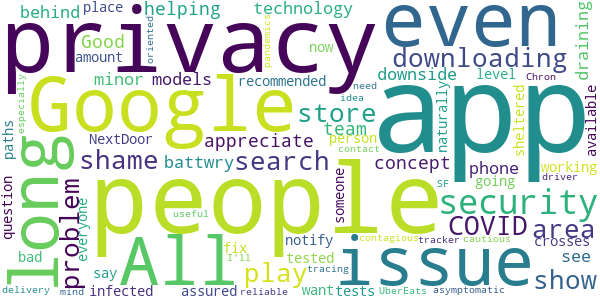 behind place helping technology
privacy even
Good
amount now downloading
oriented pandemics
draining
minor models recommended downside level Chron
Google app
need idea
especially
paths NextDoor appreciate store team person contact naturally sheltered available
long shame battwry search concept phone working
going SF driver
question problem people security
everyone useful someone
COVID area
All issue
bad fix I'll contagious tracker cautious crosses
say play notify tested tracing want tests see show
infected assured reliable UberEats asymptomatic
delivery mind